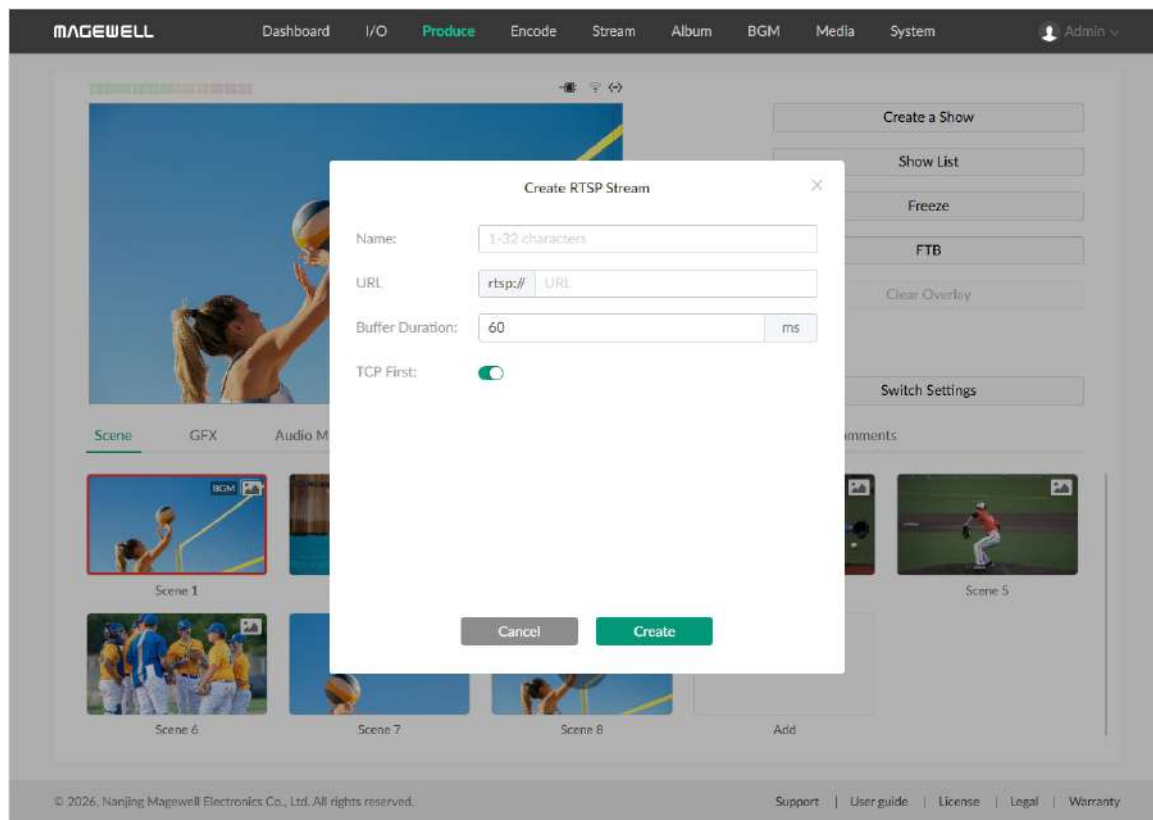 MAGEWELL Dashboard I/O Produce Encode Stream Album BGM Media System Admin
Create a Show
Show List
Freeze
FTB
Clear Overlay
Switch Settings
Create RTSP Stream
Name: 1-32 characters
URL rtsp:// URL
Buffer Duration: 60 ms
TCP First:
Cancel Create
Scene GFX Audio M omments
BGM
Scene 1 Scene 5
Scene 6 Scene 7 Scene 8 Add
© 2026, Nanjing Magewell Electronics Co., Ltd. All rights reserved. Support | User guide | License | Legal | Warranty